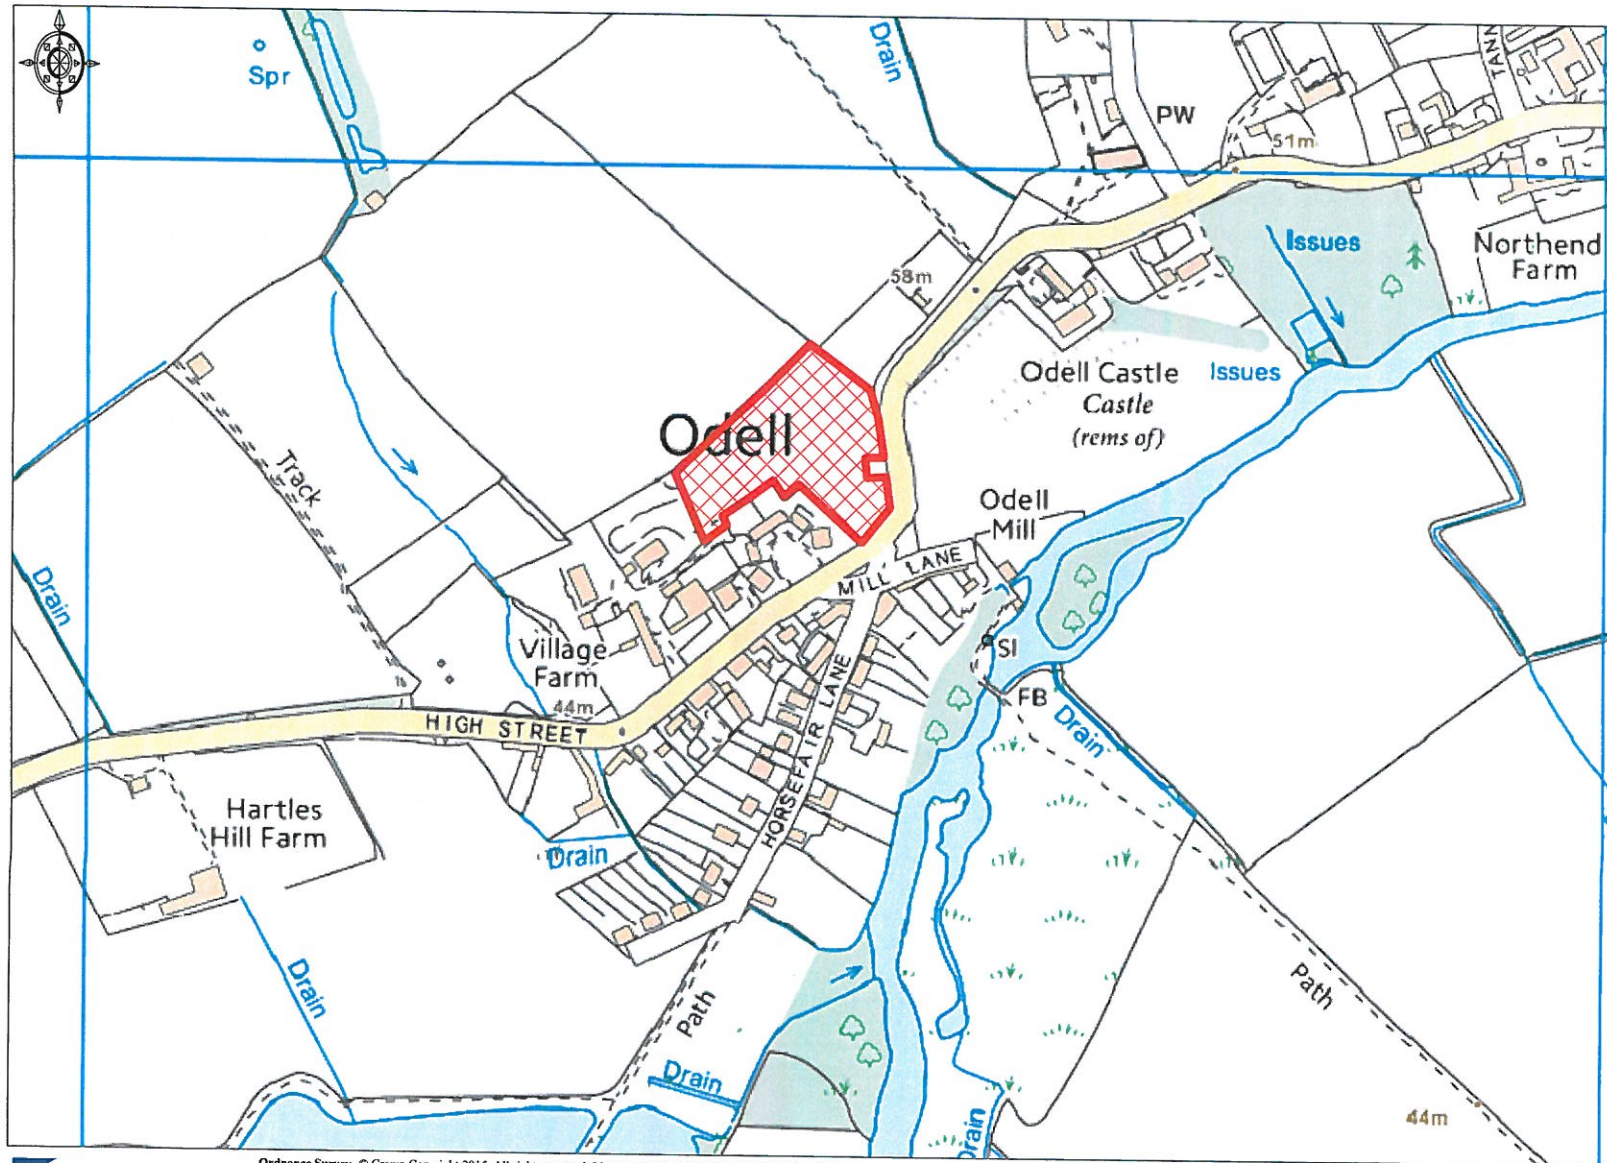 Spr
Drain
PW
TANN
51m
Issues
Northend
Farm
58m
Odell Castle
Castle
(rems of)
Issues
Odell
Track
Odell
Mill
MILL LANE
Drain
Village
Farm
44m
SI
FB
Drain
HIGH STREET
HORSEFAIR LANE
Hartles
Hill Farm
Drain
Drain
Path
Path
Drain
Drain
44m